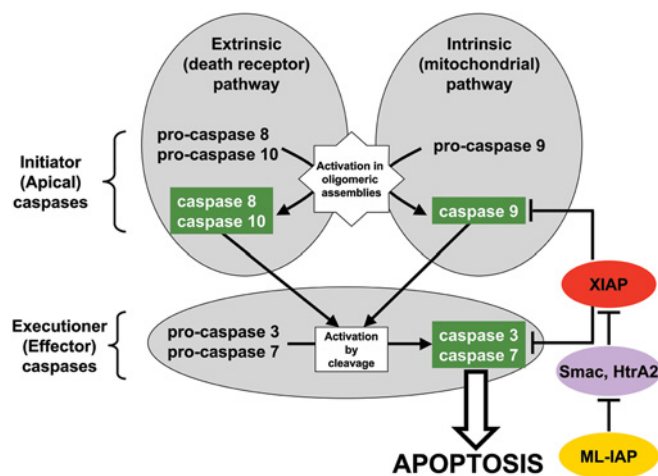 Extrinsic
(death receptor)
pathway
Intrinsic
(mitochondrial)
pathway
Initiator
(Apical)
caspases
pro-caspase 8
pro-caspase 10
Activation in
oligomeric
assemblies
pro-caspase 9
caspase 8
caspase 10
caspase 9
XIAP
Executioner
(Effector)
caspases
pro-caspase 3
pro-caspase 7
Activation
by
cleavage
caspase 3
caspase 7
Smac, HtrA2
APOPTOSIS
ML-IAP